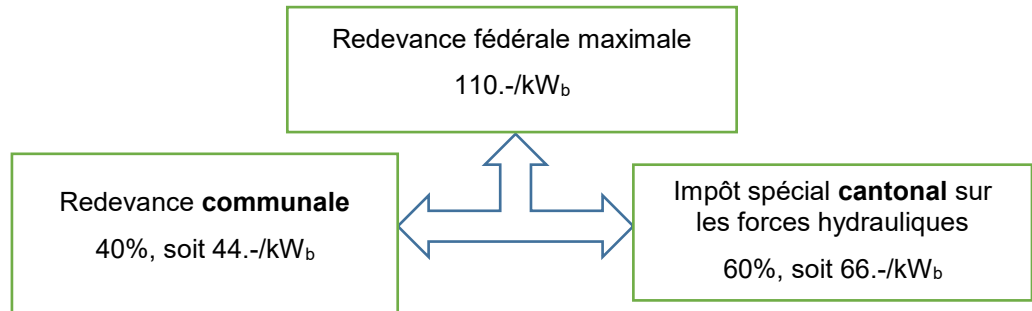 Redevance fédérale maximale
110.-/kWb
Redevance communale
40%, soit 44.-/kWb
Impôt spécial cantonal sur
les forces hydrauliques
60%, soit 66.-/kWb